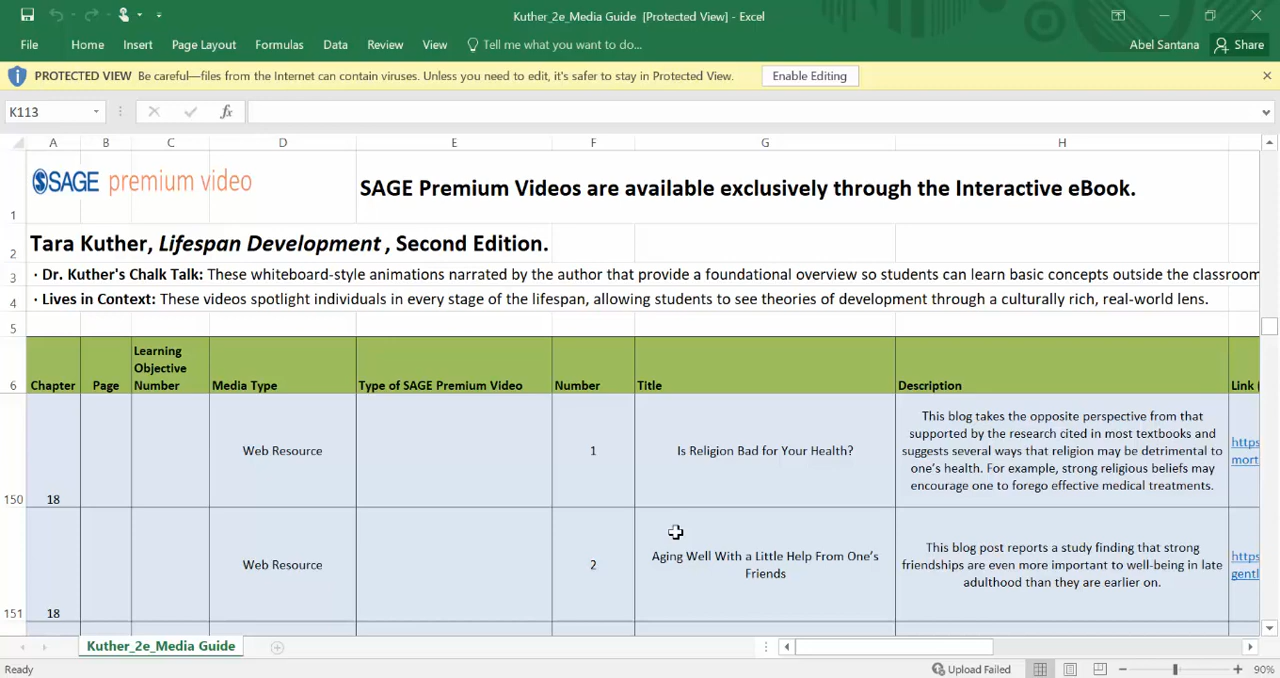 Kuther_2e_Media Guide [Protected View] - Excel
File Home Insert Page Layout Formulas Data Review View Tell me what you want to do... Abel Santana Share
PROTECTED VIEW Be careful—files from the Internet can contain viruses. Unless you need to edit, it's safer to stay in Protected View. Enable Editing
K113 fx
A B C D E F G H
SAGE premium video
SAGE Premium Videos are available exclusively through the Interactive eBook.
1
Tara Kuther, Lifespan Development , Second Edition.
2
· Dr. Kuther's Chalk Talk: These whiteboard-style animations narrated by the author that provide a foundational overview so students can learn basic concepts outside the classroom
3
· Lives in Context: These videos spotlight individuals in every stage of the lifespan, allowing students to see theories of development through a culturally rich, real-world lens.
4
5
Learning
Objective
6 Chapter Page Number Media Type Type of SAGE Premium Video Number Title Description Link (
This blog takes the opposite perspective from that
supported by the research cited in most textbooks and
suggests several ways that religion may be detrimental to
one's health. For example, strong religious beliefs may
encourage one to forego effective medical treatments.
Web Resource 1 Is Religion Bad for Your Health?
https
mort
150 18
Web Resource 2
Aging Well With a Little Help From One's
Friends
This blog post reports a study finding that strong
friendships are even more important to well-being in late
adulthood than they are earlier on.
https
gentl
151 18
Kuther_2e_Media Guide
Ready Upload Failed 90%